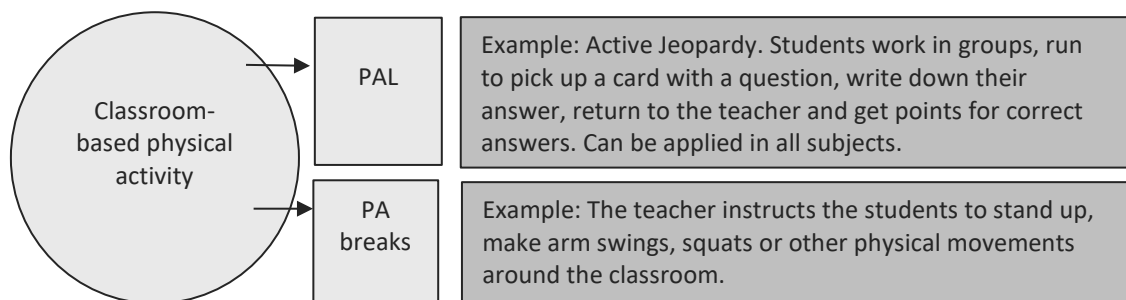 Classroom-
based physical
activity
PAL
Example: Active Jeopardy. Students work in groups, run
to pick up a card with a question, write down their
answer, return to the teacher and get points for correct
answers. Can be applied in all subjects.
PA
breaks
Example: The teacher instructs the students to stand up,
make arm swings, squats or other physical movements
around the classroom.